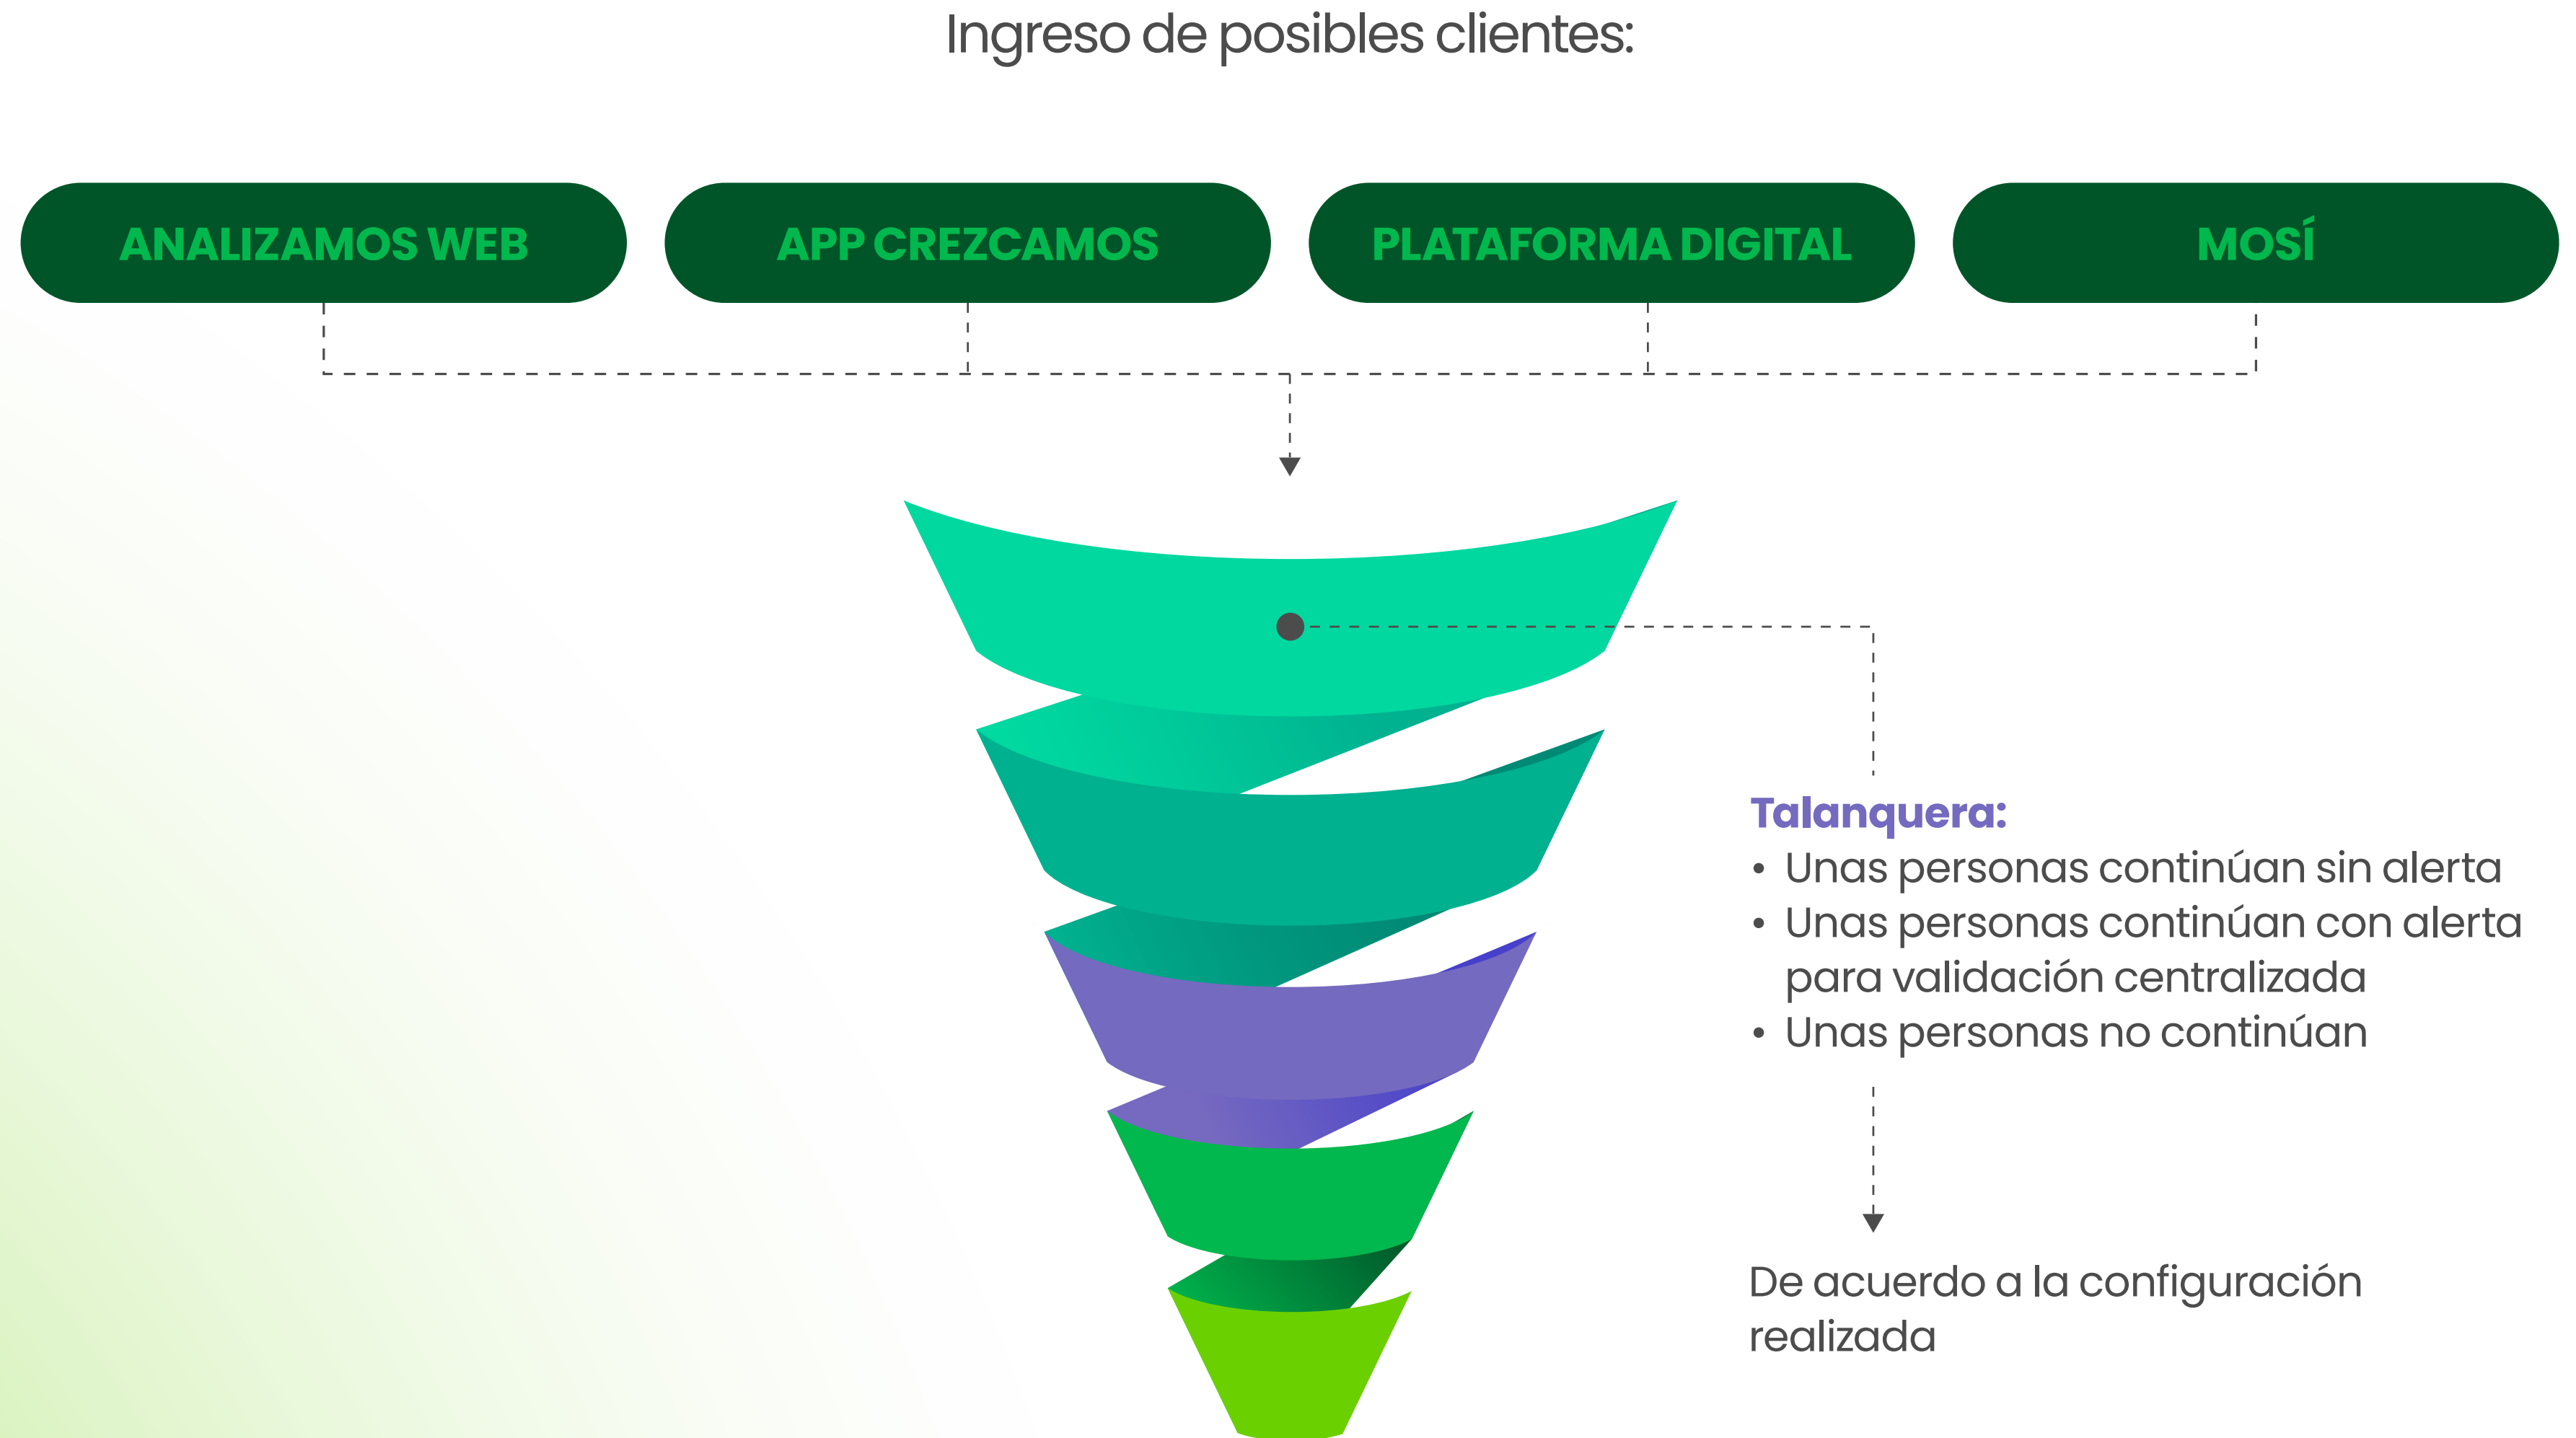 Ingreso de posibles clientes:
ANALIZAMOS WEB
APP CREZCAMOS
PLATAFORMA DIGITAL
MOSÍ
Talanquera:
• Unas personas continúan sin alerta
• Unas personas continúan con alerta
para validación centralizada
• Unas personas no continúan
De acuerdo a la configuración
realizada